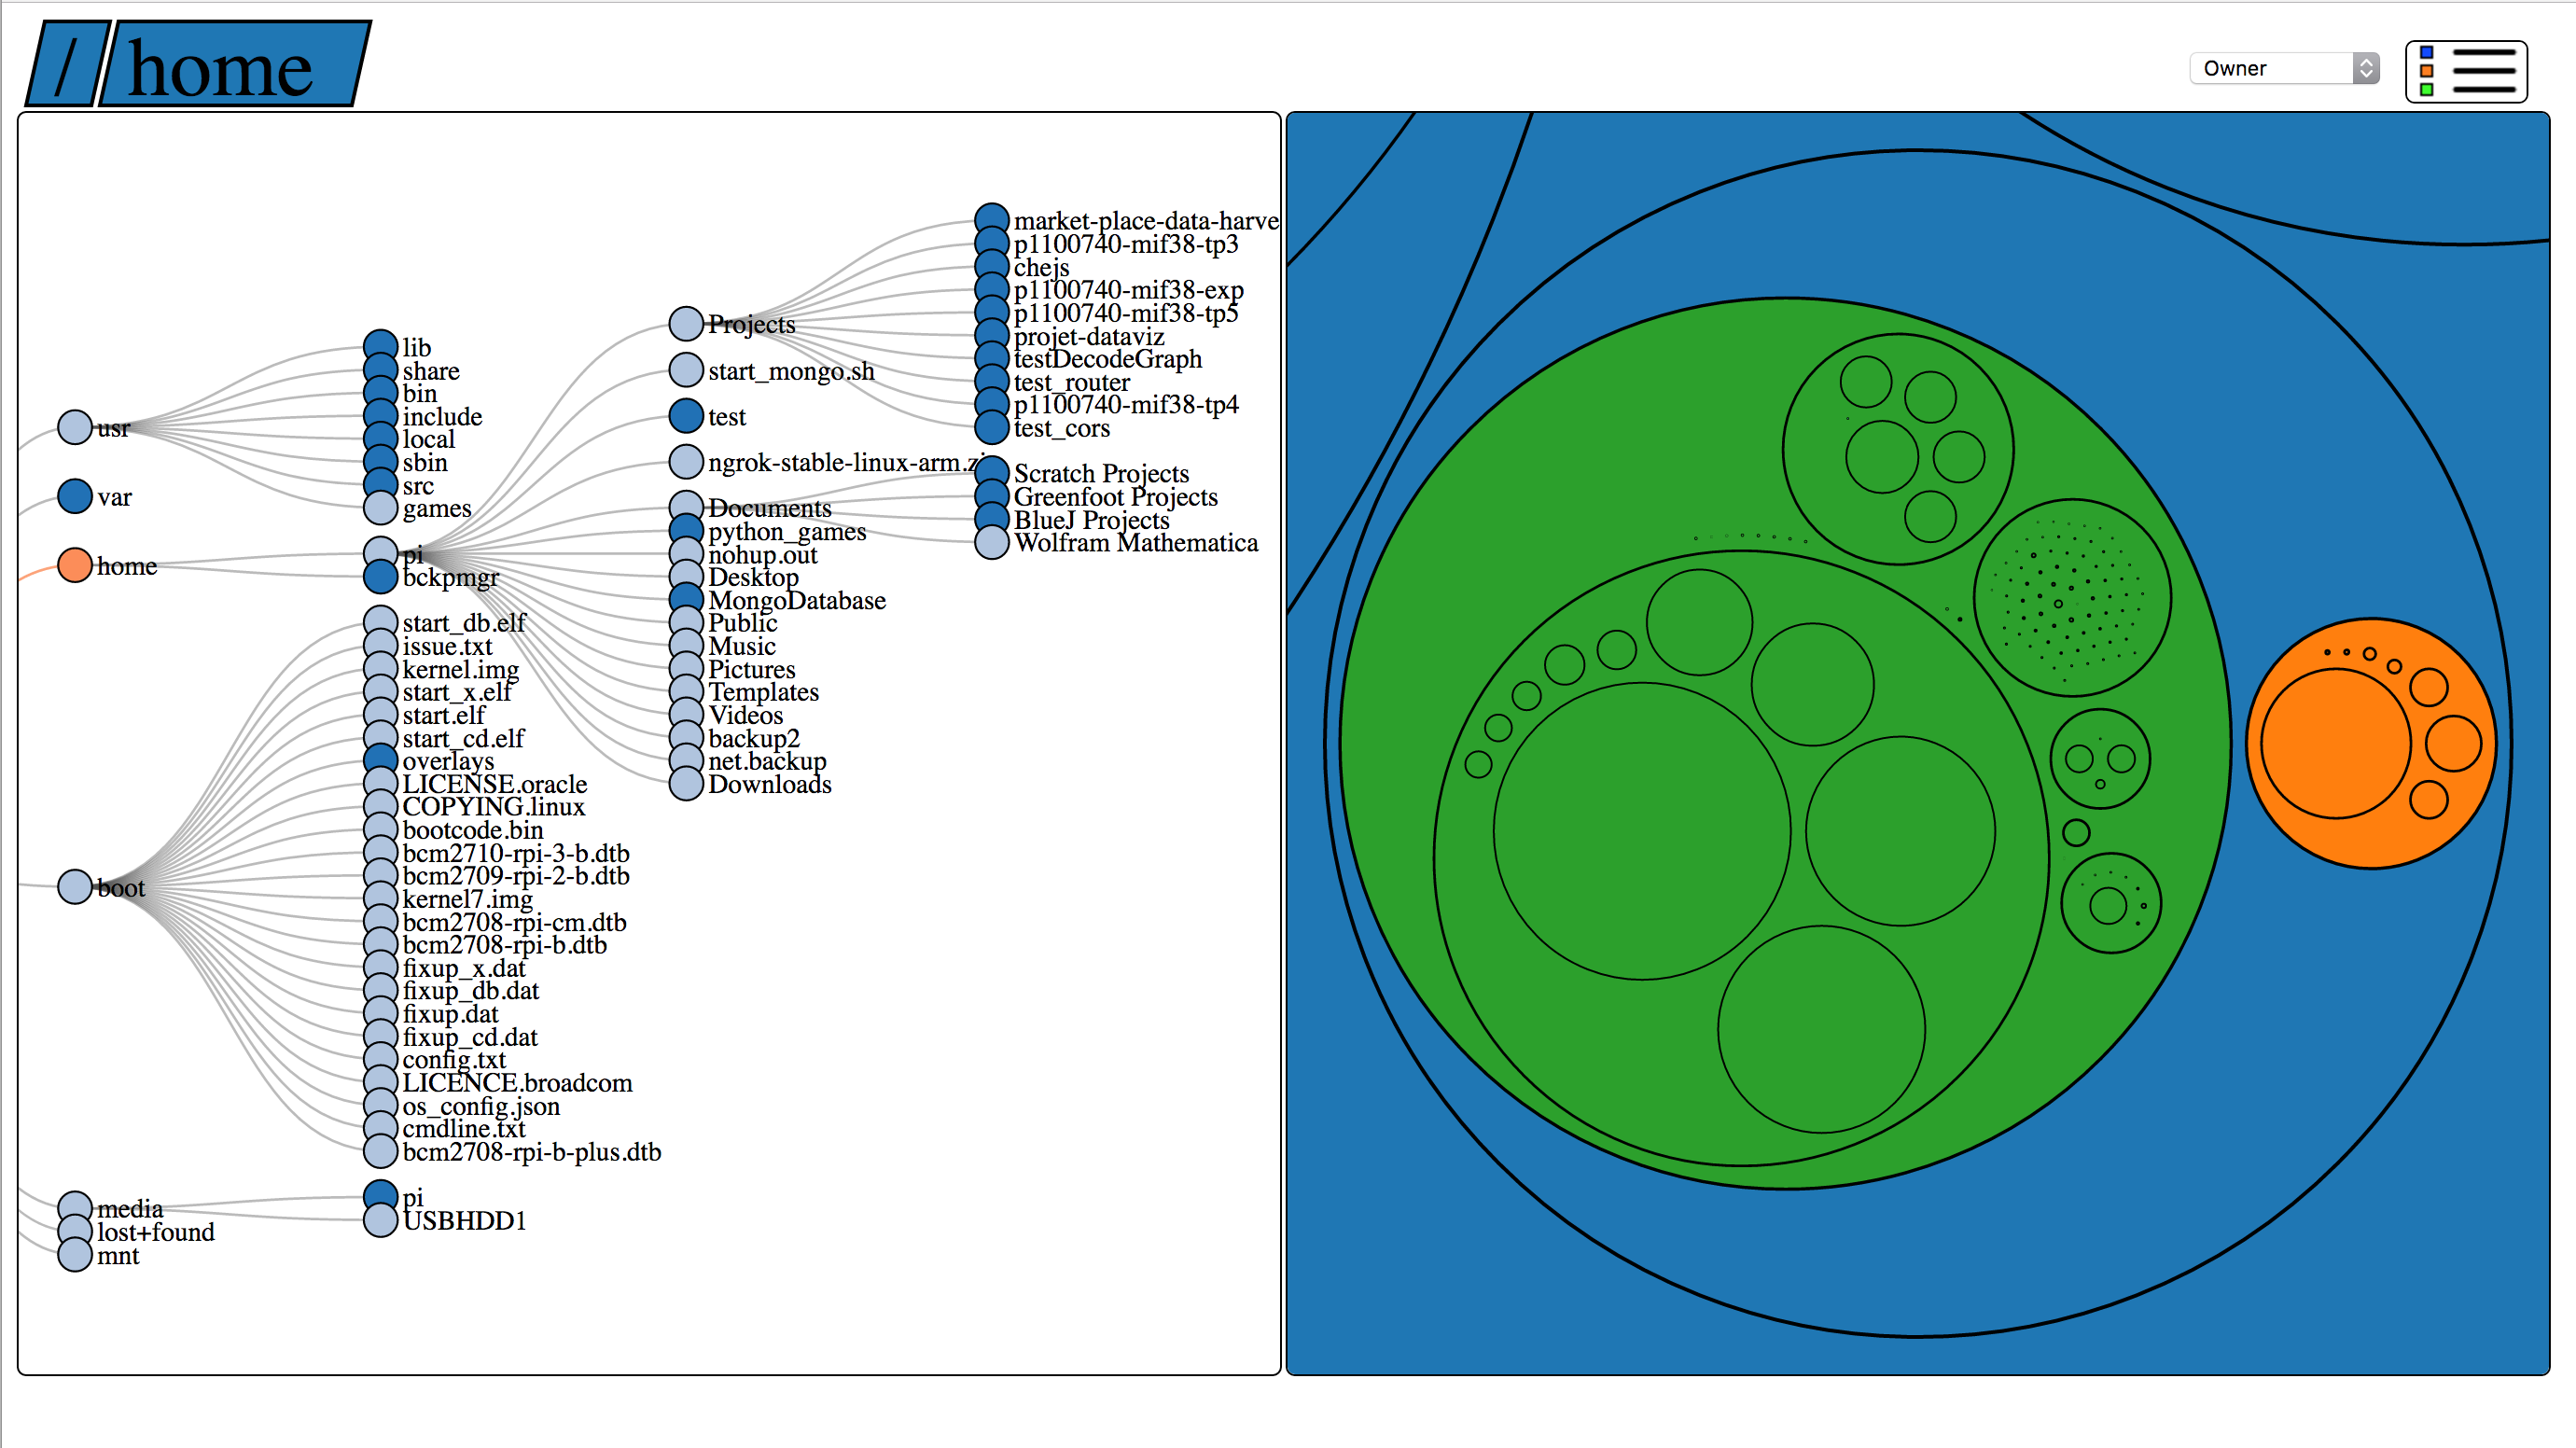 / home
Owner
usr
var
home
boot
media
lost+found
mnt
lib
share
bin
include
local
sbin
src
games
pi
bckpmgr
start_db.elf
issue.txt
kernel.img
start_x.elf
start.elf
start_cd.elf
overlays
LICENSE.oracle
COPYING.linux
bootcode.bin
bcm2710-rpi-3-b.dtb
bcm2709-rpi-2-b.dtb
kernel7.img
bcm2708-rpi-cm.dtb
bcm2708-rpi-b.dtb
fixup_x.dat
fixup_db.dat
fixup.dat
fixup_cd.dat
config.txt
LICENCE.broadcom
os_config.json
cmdline.txt
bcm2708-rpi-b-plus.dtb
pi
USBHDD1
Projects
start_mongo.sh
test
ngrok-stable-linux-arm.zi
Documents
python_games
nohup.out
Desktop
MongoDatabase
Public
Music
Pictures
Templates
Videos
backup2
net.backup
Downloads
market-place-data-harve
p1100740-mif38-tp3
chejs
p1100740-mif38-exp
p1100740-mif38-tp5
projet-dataviz
testDecodeGraph
test_router
p1100740-mif38-tp4
test_cors
Scratch Projects
Greenfoot Projects
BlueJ Projects
Wolfram Mathematica